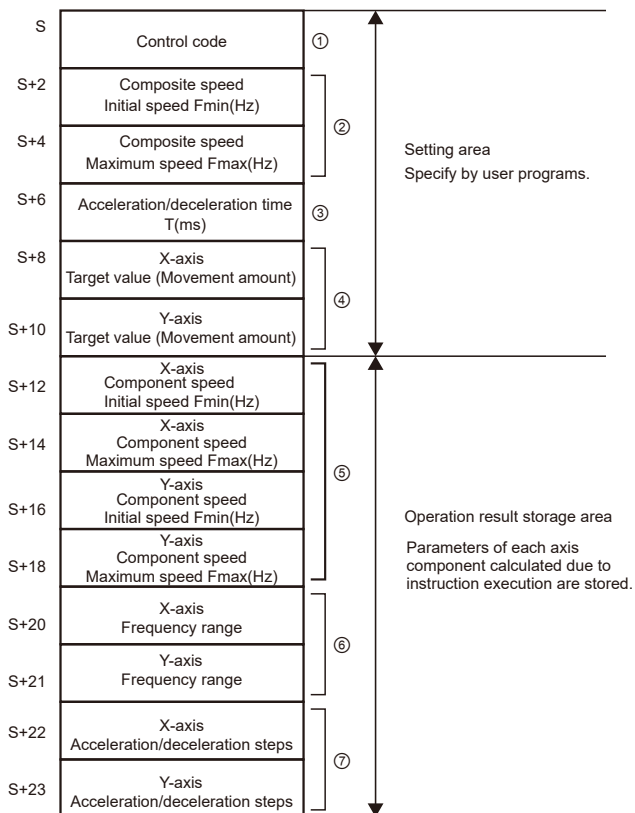 S
Control code
①
S+2
Composite speed
Initial speed Fmin(Hz)
②
S+4
Composite speed
Maximum speed Fmax(Hz)
Setting area
Specify by user programs.
S+6
Acceleration/deceleration time
T(ms)
③
S+8
X-axis
Target value (Movement amount)
④
S+10
Y-axis
Target value (Movement amount)
S+12
X-axis
Component speed
Initial speed Fmin(Hz)
S+14
X-axis
Component speed
Maximum speed Fmax(Hz)
⑤
S+16
Y-axis
Component speed
Initial speed Fmin(Hz)
Operation result storage area
Parameters of each axis
component calculated due to
instruction execution are stored.
S+18
Y-axis
Component speed
Maximum speed Fmax(Hz)
S+20
X-axis
Frequency range
⑥
S+21
Y-axis
Frequency range
S+22
X-axis
Acceleration/deceleration steps
⑦
S+23
Y-axis
Acceleration/deceleration steps